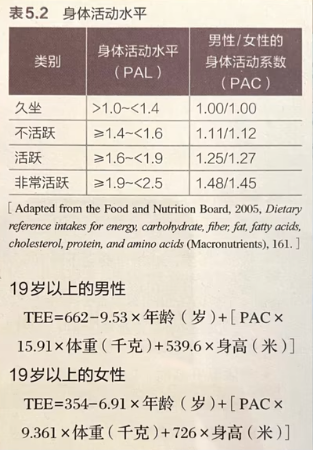 表5.2 身体活动水平
类别 身体活动水平（PAL） 男性/女性的身体活动系数（PAC）
久坐 >1.0~<1.4 1.00/1.00
不活跃 ≥1.4~<1.6 1.11/1.12
活跃 ≥1.6~<1.9 1.25/1.27
非常活跃 ≥1.9~<2.5 1.48/1.45
[ Adapted from the Food and Nutrition Board, 2005, Dietary
reference intakes for energy, carbohydrate, fiber, fat, fatty acids,
cholesterol, protein, and amino acids (Macronutrients), 161. ]
19岁以上的男性
TEE=662-9.53×年龄（岁）+[ PAC×
15.91×体重（千克）+539.6×身高（米）]
19岁以上的女性
TEE=354-6.91×年龄（岁）+[ PAC×
9.361×体重（千克）+726×身高（米）]